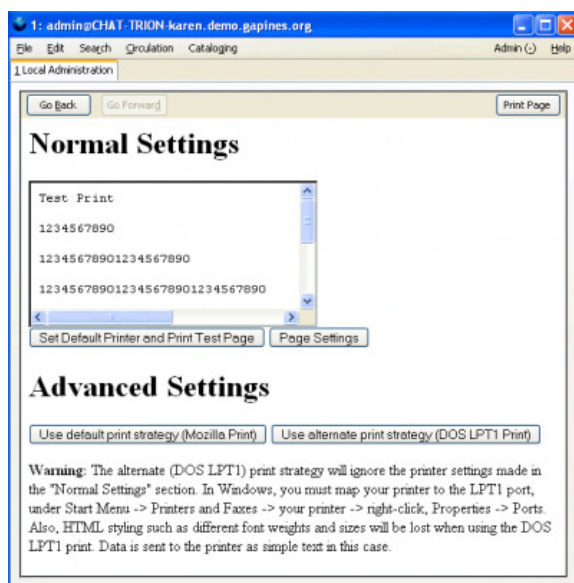 1: admin@CHAT-TRION-karen.demo.gapines.org
File Edit Search Circulation Cataloging Admin (-) Help
1 Local Administration
Go Back Go Forward Print Page
Normal Settings
Test Print
1234567890
12345678901234567890
123456789012345678901234567890
Set Default Printer and Print Test Page Page Settings
Advanced Settings
Use default print strategy (Mozilla Print) Use alternate print strategy (DOS LPT1 Print)
Warning: The alternate (DOS LPT1) print strategy will ignore the printer settings made in
the "Normal Settings" section. In Windows, you must map your printer to the LPT1 port,
under Start Menu -> Printers and Faxes -> your printer -> right-click, Properties -> Ports.
Also, HTML styling such as different font weights and sizes will be lost when using the DOS
LPT1 print. Data is sent to the printer as simple text in this case.